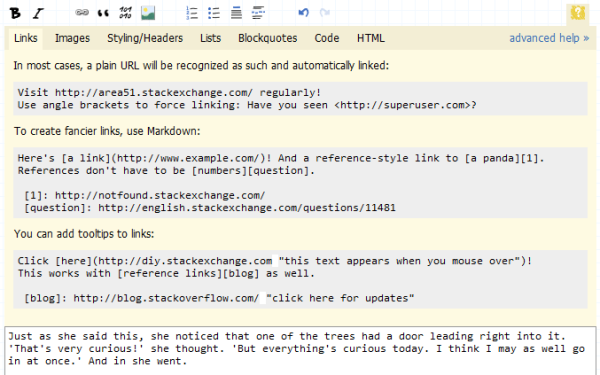 B I 101 010
Links Images Styling/Headers Lists Blockquotes Code HTML advanced help »
In most cases, a plain URL will be recognized as such and automatically linked:
Visit http://area51.stackexchange.com/ regularly!
Use angle brackets to force linking: Have you seen <http://superuser.com>?
To create fancier links, use Markdown:
Here's [a link](http://www.example.com/)! And a reference-style link to [a panda][1].
References don't have to be [numbers][question].
[1]: http://notfound.stackexchange.com/
[question]: http://english.stackexchange.com/questions/11481
You can add tooltips to links:
Click [here](http://diy.stackexchange.com "this text appears when you mouse over")!
This works with [reference links][blog] as well.
[blog]: http://blog.stackoverflow.com/ "click here for updates"
Just as she said this, she noticed that one of the trees had a door leading right into it.
'That's very curious!' she thought. 'But everything's curious today. I think I may as well go
in at once.' And in she went.